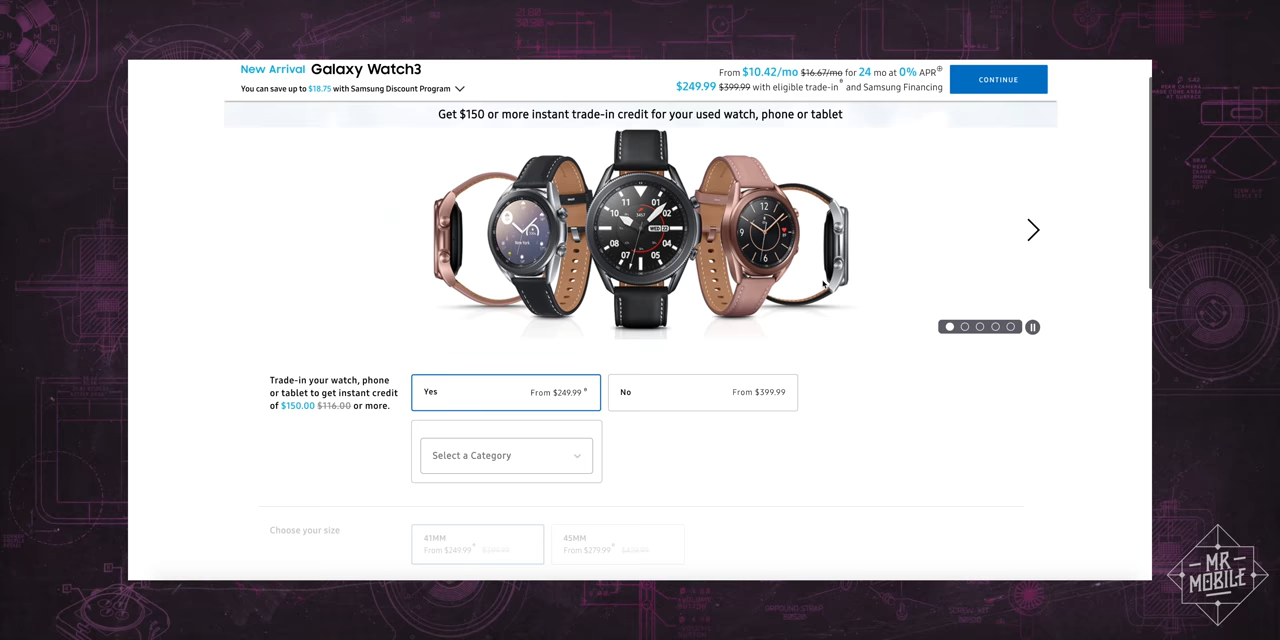 New Arrival Galaxy Watch3
You can save up to $18.75 with Samsung Discount Program
From $10.42/mo $16.67/mo for 24 mo at 0% APR⊕
$249.99 $399.99 with eligible trade-in° and Samsung Financing
CONTINUE
Get $150 or more instant trade-in credit for your used watch, phone or tablet
Trade-in your watch, phone
or tablet to get instant credit
of $150.00 $116.00 or more.
Yes From $249.99
No From $399.99
Select a Category
Choose your size
41MM
From $249.99 $399.99
45MM
From $279.99 $429.99
MR
MOBILE